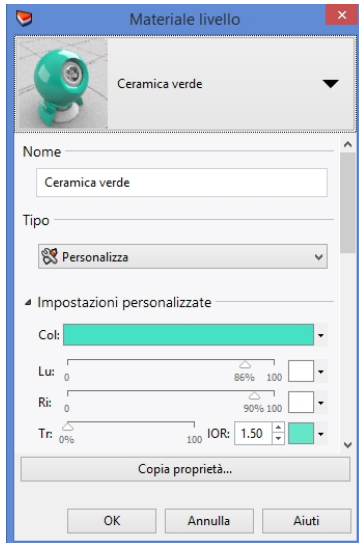 Materiale livello
Ceramica verde
Nome
Ceramica verde
Tipo
Personalizza
Impostazioni personalizzate
Col:
Lu: 0 86% 100
Ri: 0 90% 100
Tr: 0% 100 IOR: 1.50
Copia proprietà...
OK Annulla Aiuti